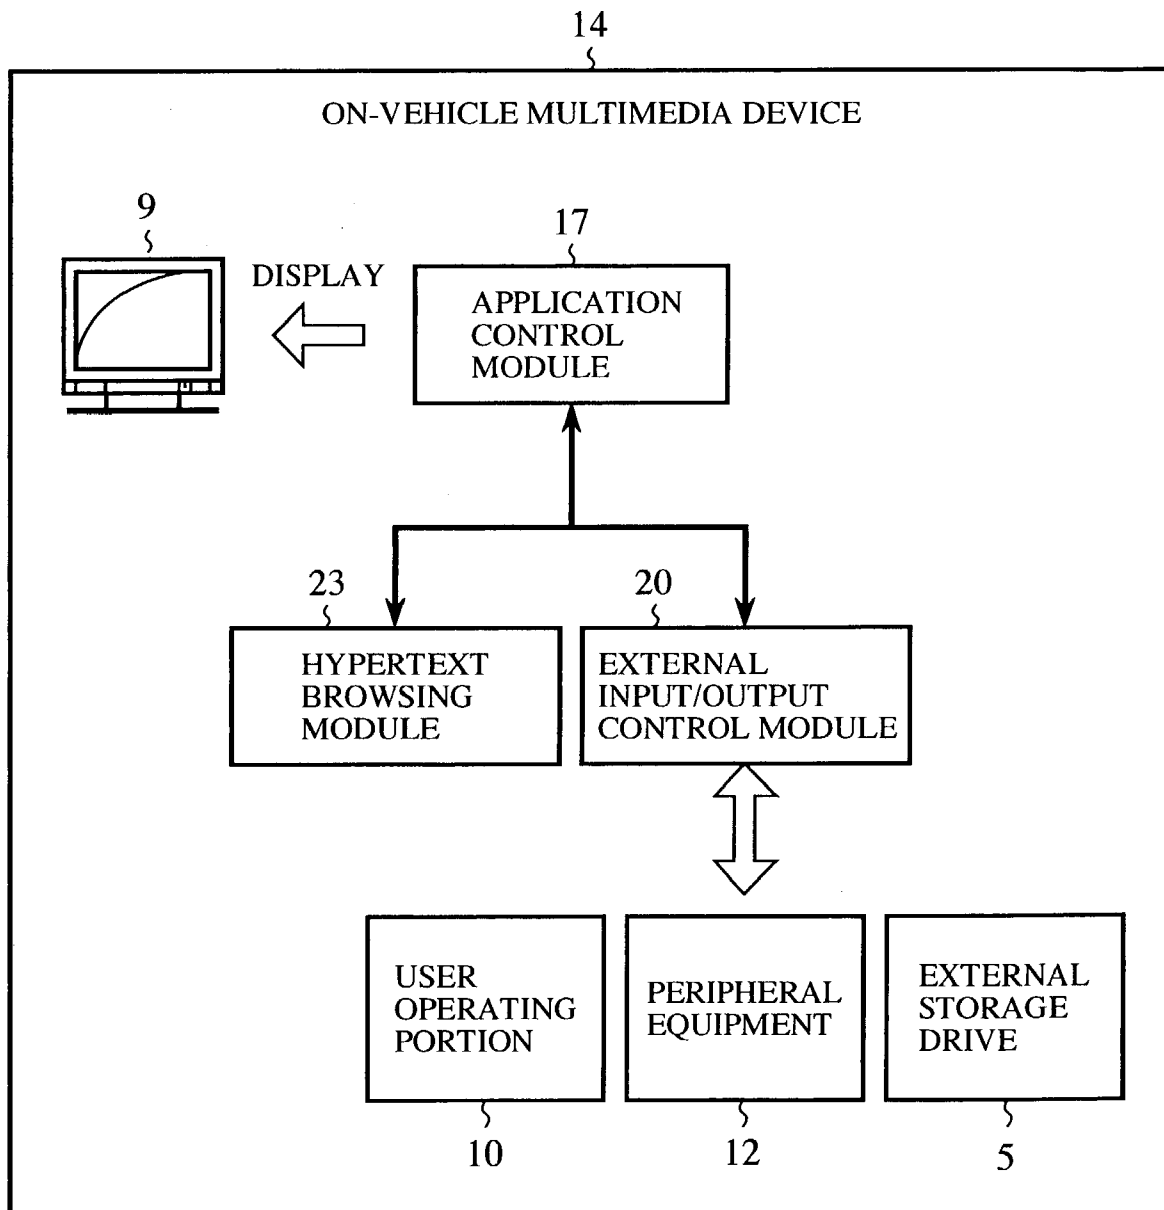 14
ON-VEHICLE MULTIMEDIA DEVICE
9
DISPLAY
17
APPLICATION
CONTROL
MODULE
23
HYPERTEXT
BROWSING
MODULE
20
EXTERNAL
INPUT/OUTPUT
CONTROL MODULE
USER
OPERATING
PORTION
10
PERIPHERAL
EQUIPMENT
12
EXTERNAL
STORAGE
DRIVE
5